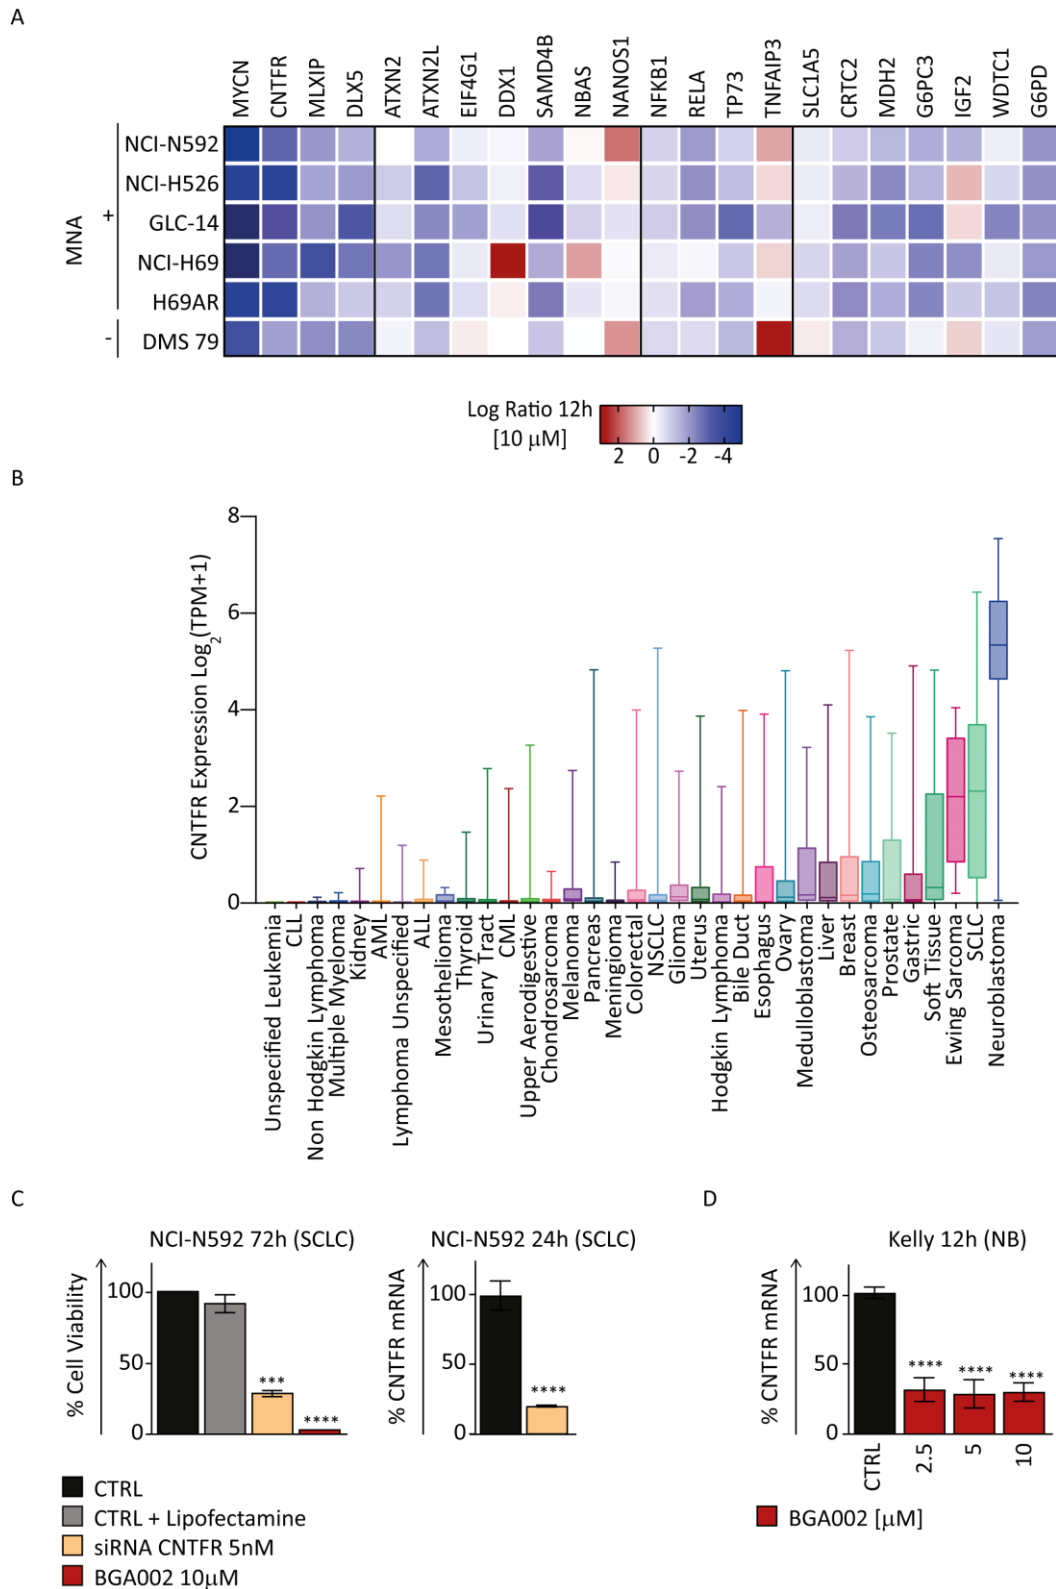 A
MYCN CNTFR MLXIP DLX5 ATXN2 ATXN2L EIF4G1 DDX1 SAMD4B NBAS NANOS1 NFKB1 RELA TP73 TNFAIP3 SLC1A5 CRTC2 MDH2 G6PC3 IGF2 WDTC1 G6PD
MNA
+
-
NCI-N592
NCI-H526
GLC-14
NCI-H69
H69AR
DMS 79
Log Ratio 12h
[10 µM]
2 0 -2 -4
B
CNTFR Expression Log2(TPM+1)
8
6
4
2
0
Unspecified Leukemia
CLL
Non Hodgkin Lymphoma
Multiple Myeloma
Kidney
AML
Lymphoma Unspecified
ALL
Mesothelioma
Thyroid
Urinary Tract
CML
Upper Aerodigestive
Chondrosarcoma
Melanoma
Pancreas
Meningioma
Colorectal
NSCLC
Glioma
Uterus
Hodgkin Lymphoma
Bile Duct
Esophagus
Ovary
Medulloblastoma
Liver
Breast
Osteosarcoma
Prostate
Gastric
Soft Tissue
Ewing Sarcoma
SCLC
Neuroblastoma
C
NCI-N592 72h (SCLC)
% Cell Viability
100
50
0
***
****
NCI-N592 24h (SCLC)
% CNTFR mRNA
100
50
0
****
CTRL
CTRL + Lipofectamine
siRNA CNTFR 5nM
BGA002 10µM
D
Kelly 12h (NB)
% CNTFR mRNA
100
50
0
**** **** ****
CTRL 2.5 5 10
BGA002 [µM]